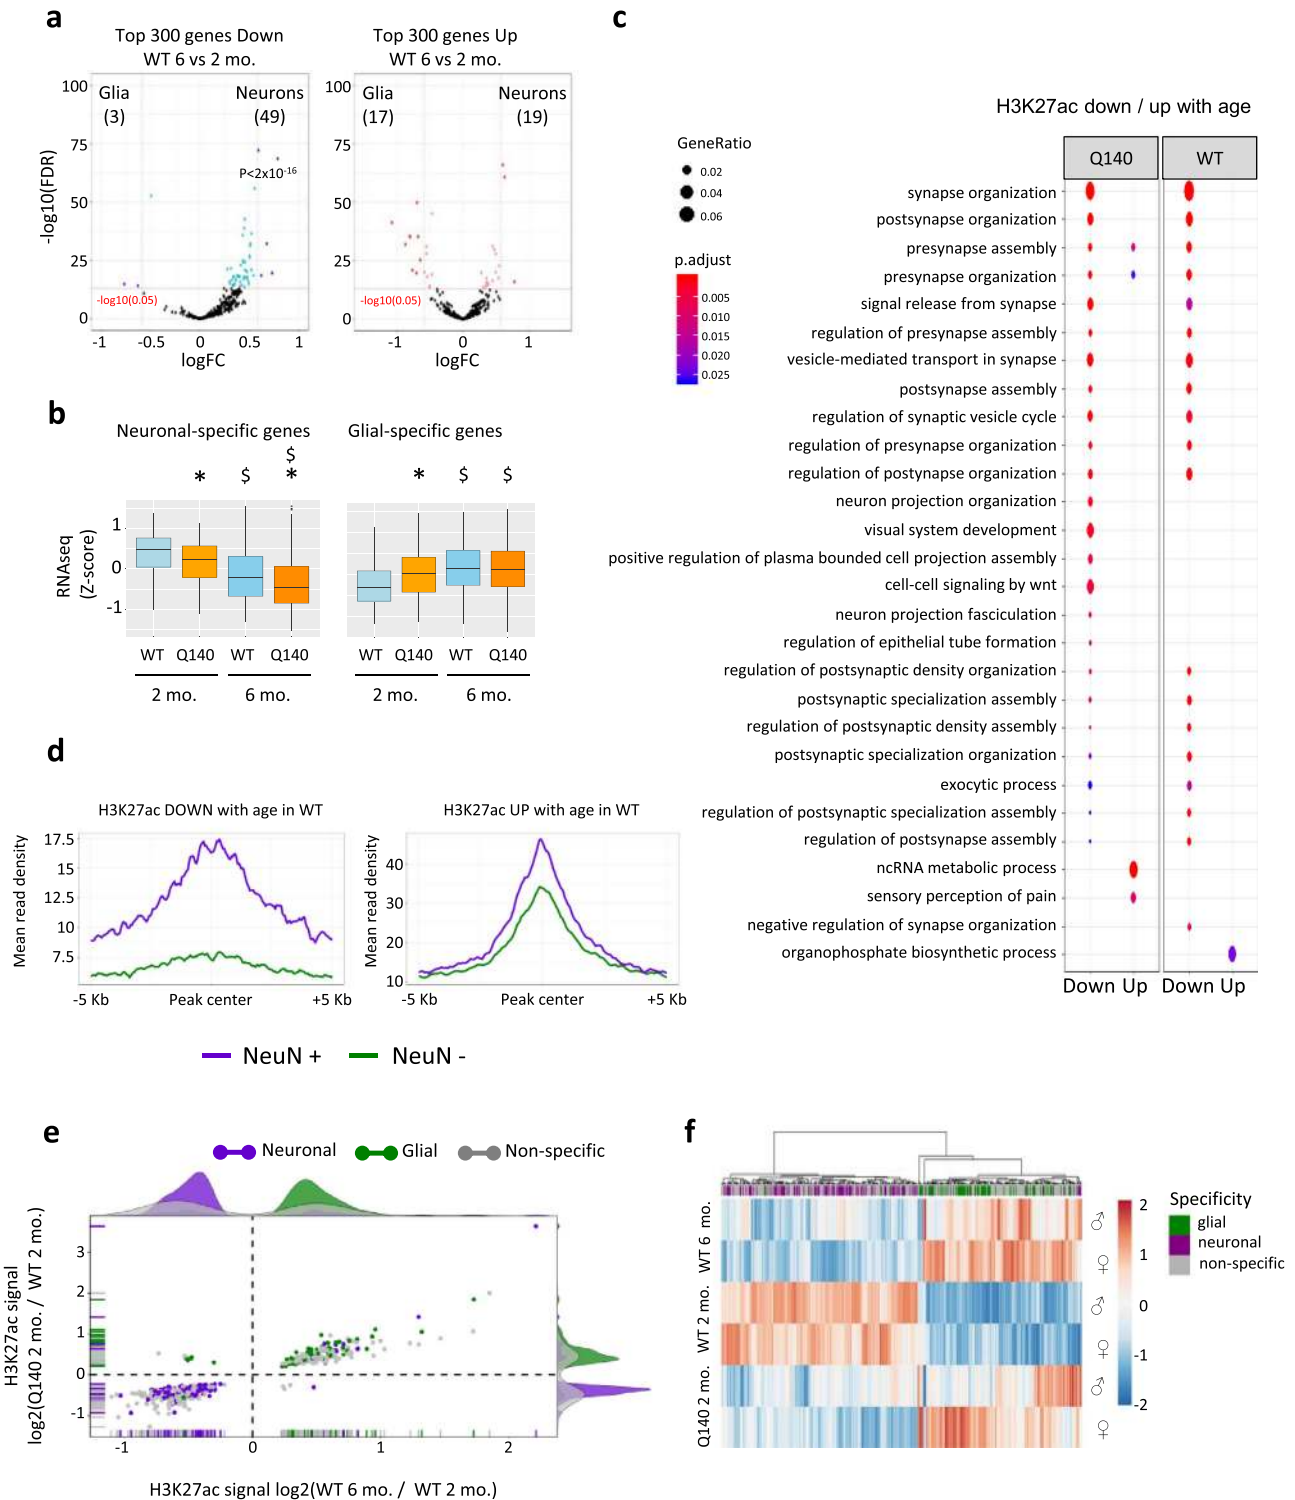 a
Top 300 genes Down
WT 6 vs 2 mo.
Top 300 genes Up
WT 6 vs 2 mo.
-log10(FDR)
100
75
50
25
0
Glia
(3)
Neurons
(49)
P<2x10-16
-log10(0.05)
-1
-0.5
0
0.5
1
logFC
100
75
50
25
0
Glia
(17)
Neurons
(19)
-log10(0.05)
-1
0
1
logFC
b
Neuronal-specific genes
Glial-specific genes
$
* $ *
* $ $
RNAseq
(Z-score)
1
0
-1
WT Q140 WT Q140
2 mo. 6 mo.
WT Q140 WT Q140
2 mo. 6 mo.
c
H3K27ac down / up with age
GeneRatio
0.02
0.04
0.06
p.adjust
0.005
0.010
0.015
0.020
0.025
Q140
WT
synapse organization
postsynapse organization
presynapse assembly
presynapse organization
signal release from synapse
regulation of presynapse assembly
vesicle-mediated transport in synapse
postsynapse assembly
regulation of synaptic vesicle cycle
regulation of presynapse organization
regulation of postynapse organization
neuron projection organization
visual system development
positive regulation of plasma bounded cell projection assembly
cell-cell signaling by wnt
neuron projection fasciculation
regulation of epithelial tube formation
regulation of postsynaptic density organization
postsynaptic specialization assembly
regulation of postsynaptic density assembly
postsynaptic specialization organization
exocytic process
regulation of postsynaptic specialization assembly
regulation of postsynapse assembly
ncRNA metabolic process
sensory perception of pain
negative regulation of synapse organization
organophosphate biosynthetic process
Down Up
Down Up
d
H3K27ac DOWN with age in WT
Mean read density
17.5
15
12.5
10
7.5
-5 Kb
Peak center
+5 Kb
H3K27ac UP with age in WT
Mean read density
40
30
20
10
-5 Kb
Peak center
+5 Kb
NeuN +
NeuN -
e
Neuronal
Glial
Non-specific
H3K27ac signal
log2(Q140 2 mo. / WT 2 mo.)
3
2
1
0
-1
-1
0
1
2
H3K27ac signal log2(WT 6 mo. / WT 2 mo.)
f
WT 6 mo.
WT 2 mo.
Q140 2 mo.
♂
♀
♂
♀
♂
♀
2
1
0
-1
-2
Specificity
glial
neuronal
non-specific